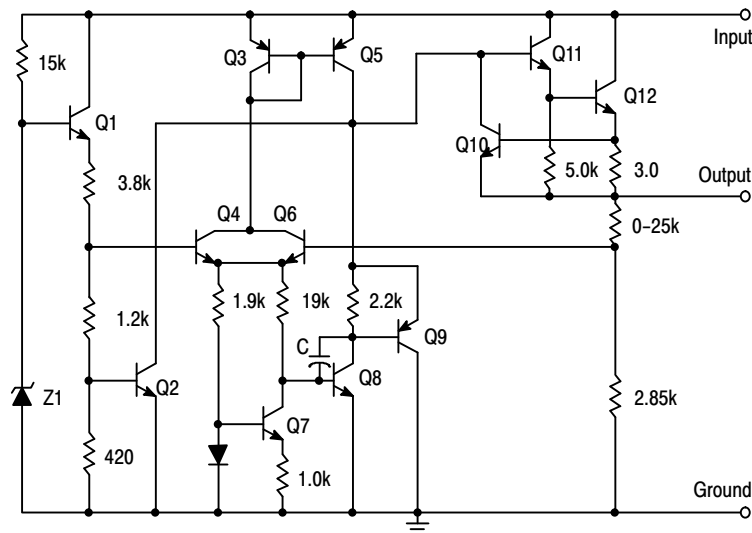 Input
15k
Q3
Q5
Q11
Q12
Q1
Q10
3.8k
5.0k
3.0
Output
Q4
Q6
0–25k
1.9k
19k
2.2k
1.2k
C
Q9
Q2
Q8
Z1
2.85k
Q7
420
1.0k
Ground